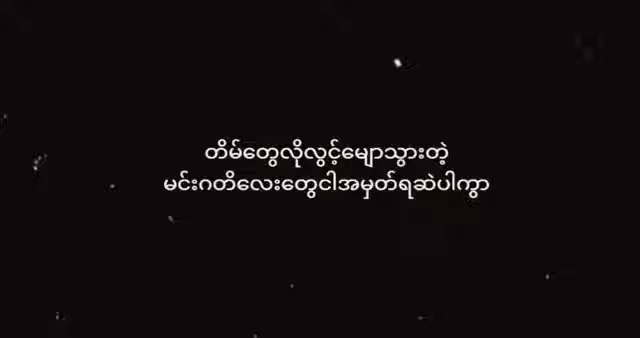 တိမ်တွေလိုလွင့်မျောသွားတဲ့
မင်းဂတိလေးတွေငါအမှတ်ရဆဲပါကွာ